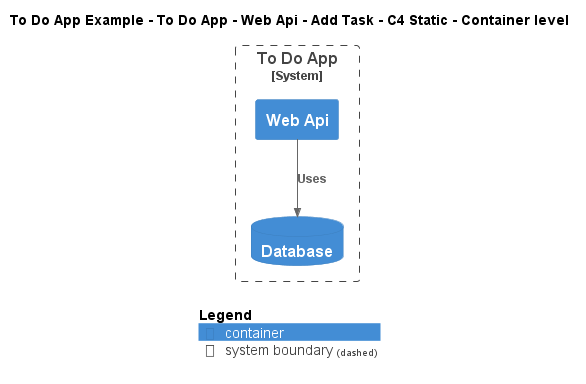 To Do App Example - To Do App - Web Api - Add Task - C4 Static - Container level
To Do App
[System]
Web Api
Uses
Database
Legend
container
system boundary (dashed)